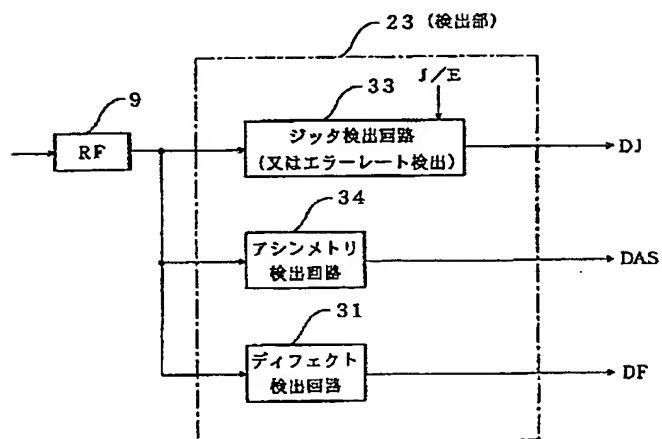 23（検出部）
J/E
9
33
RF
ジッタ検出回路
（又はエラーレート検出）
DJ
34
アシンメトリ
検出回路
DAS
31
ディフェクト
検出回路
DF